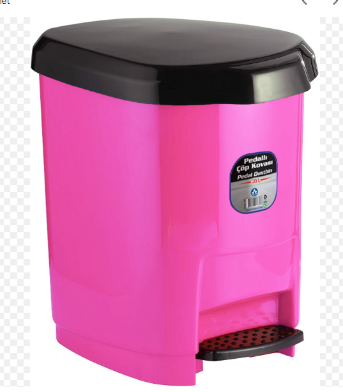 Pedallı
Çöp Kovası
Pedal Dustbin